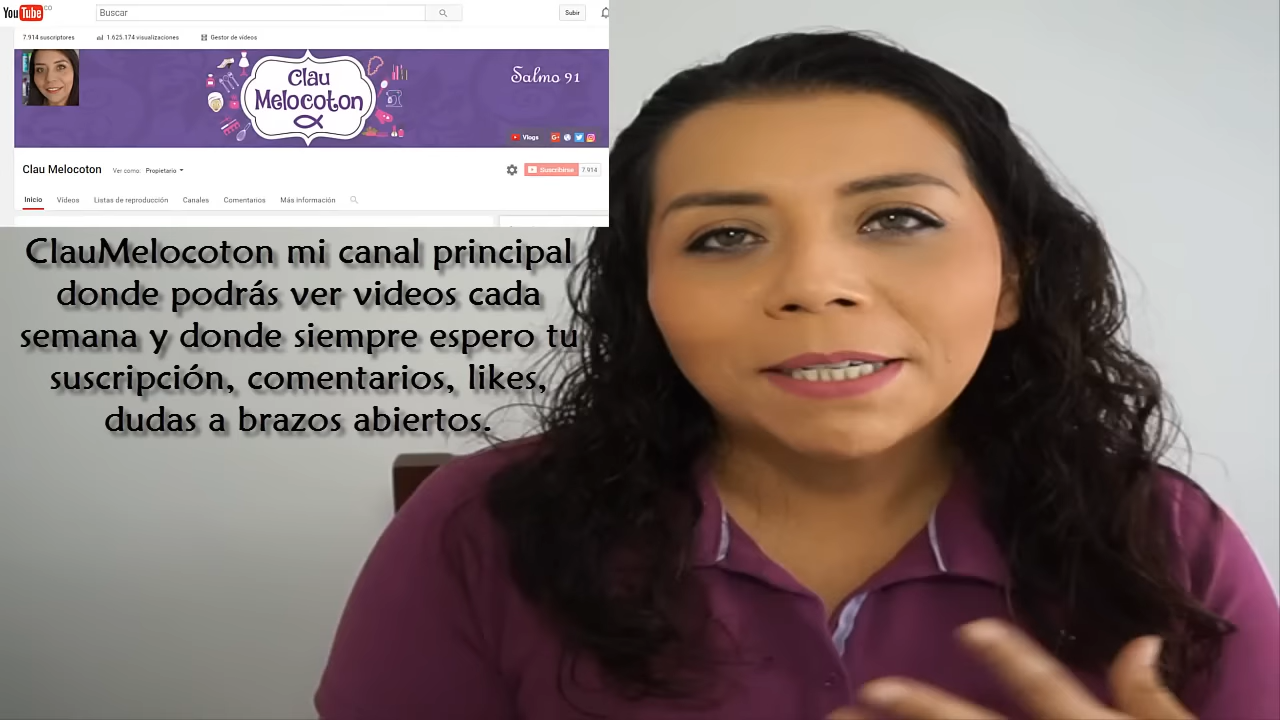 YouTube CO
Buscar
Subir
7.914 suscriptores
1.625.174 visualizaciones
Gestor de vídeos
Clau
Melocoton
Salmo 91
Vlogs
Clau Melocoton
Ver como: Propietario
Suscribirse 7 914
Inicio Vídeos Listas de reproducción Canales Comentarios Más información
ClauMelocoton mi canal principal
donde podrás ver videos cada
semana y donde siempre espero tu
suscripción, comentarios, likes,
dudas a brazos abiertos.